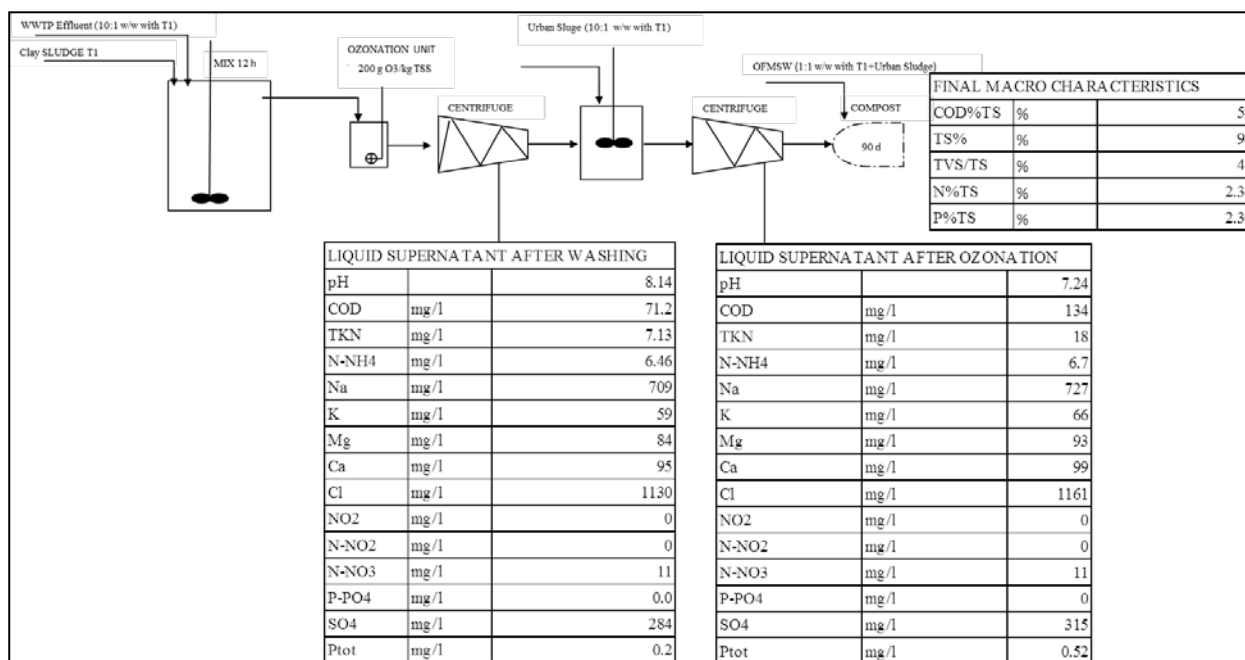 WWTP Effluent (10:1 w/w with T1)
Clay SLUDGE T1
MIX 12 h
OZONATION UNIT
200 g O3/kg TSS
CENTRIFUGE
Urban Sluge (10:1 w/w with T1)
CENTRIFUGE
OFMSW (1:1 w/w with T1+Urban Sludge)
COMPOST
90 d
FINAL MACRO CHARACTERISTICS
COD%TS %
TS% %
TVS/TS %
N%TS %
P%TS %
LIQUID SUPERNATANT AFTER WASHING
pH 8.14
COD mg/l 71.2
TKN mg/l 7.13
N-NH4 mg/l 6.46
Na mg/l 709
K mg/l 59
Mg mg/l 84
Ca mg/l 95
Cl mg/l 1130
NO2 mg/l 0
N-NO2 mg/l 0
N-NO3 mg/l 11
P-PO4 mg/l 0.0
SO4 mg/l 284
Ptot mg/l 0.2
LIQUID SUPERNATANT AFTER OZONATION
pH 7.24
COD mg/l 134
TKN mg/l 18
N-NH4 mg/l 6.7
Na mg/l 727
K mg/l 66
Mg mg/l 93
Ca mg/l 99
Cl mg/l 1161
NO2 mg/l 0
N-NO2 mg/l 0
N-NO3 mg/l 11
P-PO4 mg/l 0
SO4 mg/l 315
Ptot mg/l 0.52